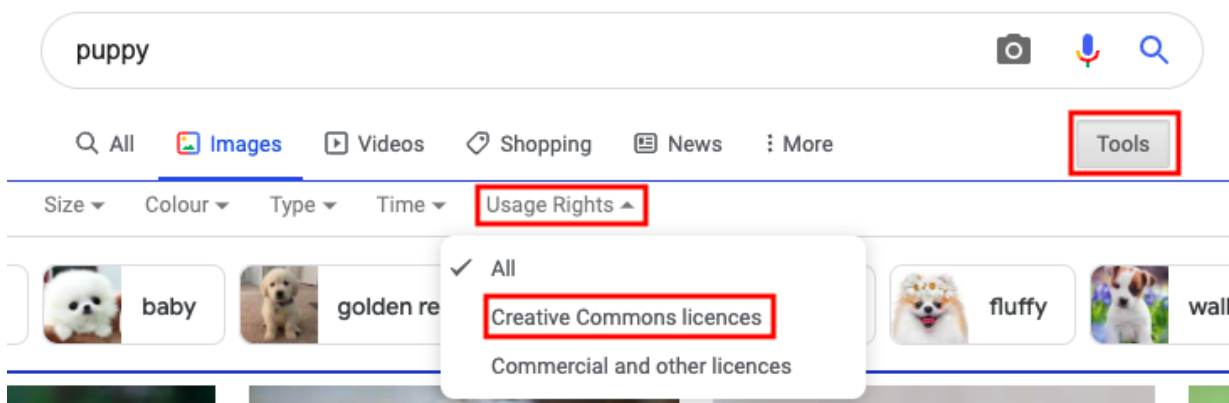 puppy
All Images Videos Shopping News More Tools
Size Colour Type Time Usage Rights
All
baby golden re fluffy wall
Creative Commons licences
Commercial and other licences